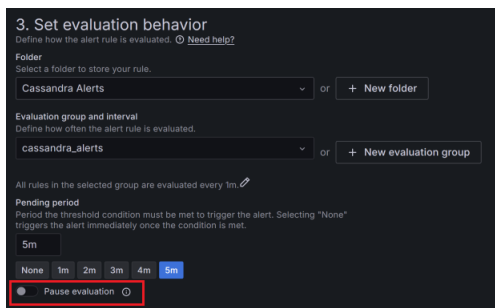 3. Set evaluation behavior
Define how the alert rule is evaluated. Need help?
Folder
Select a folder to store your rule.
Cassandra Alerts or + New folder
Evaluation group and interval
Define how often the alert rule is evaluated.
cassandra_alerts or + New evaluation group
All rules in the selected group are evaluated every 1m.
Pending period
Period the threshold condition must be met to trigger the alert. Selecting "None"
triggers the alert immediately once the condition is met.
5m
None 1m 2m 3m 4m 5m
Pause evaluation